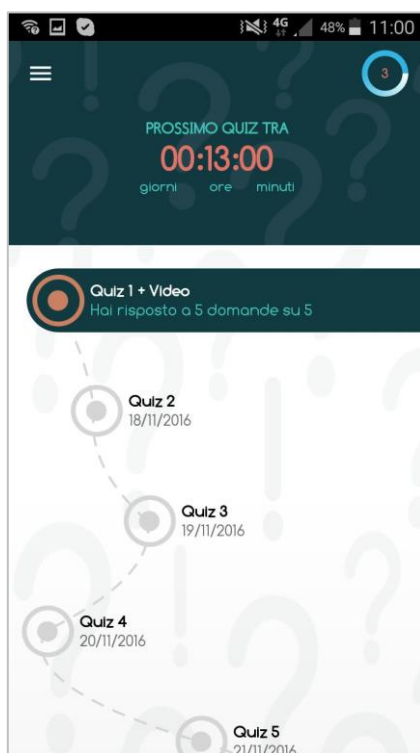 4G 48% 11:00
3
PROSSIMO QUIZ TRA
00:13:00
giorni ore minuti
Quiz 1 + Video
Hai risposto a 5 domande su 5
Quiz 2
18/11/2016
Quiz 3
19/11/2016
Quiz 4
20/11/2016
Quiz 5
21/11/2016